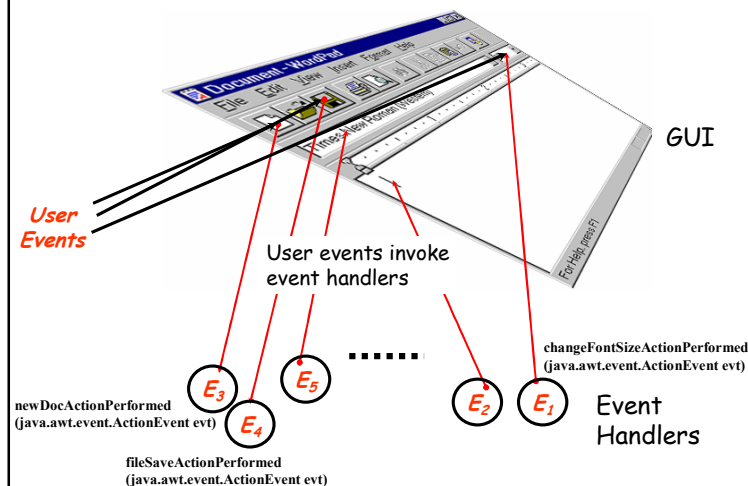 Document - WordPad
File Edit View Insert Format Help
Times New Roman (Western)
For Help, press F1
GUI
User
Events
User events invoke
event handlers
E3
E4
E5
E2
E1
changeFontSizeActionPerformed
(java.awt.event.ActionEvent evt)
newDocActionPerformed
(java.awt.event.ActionEvent evt)
fileSaveActionPerformed
(java.awt.event.ActionEvent evt)
Event
Handlers